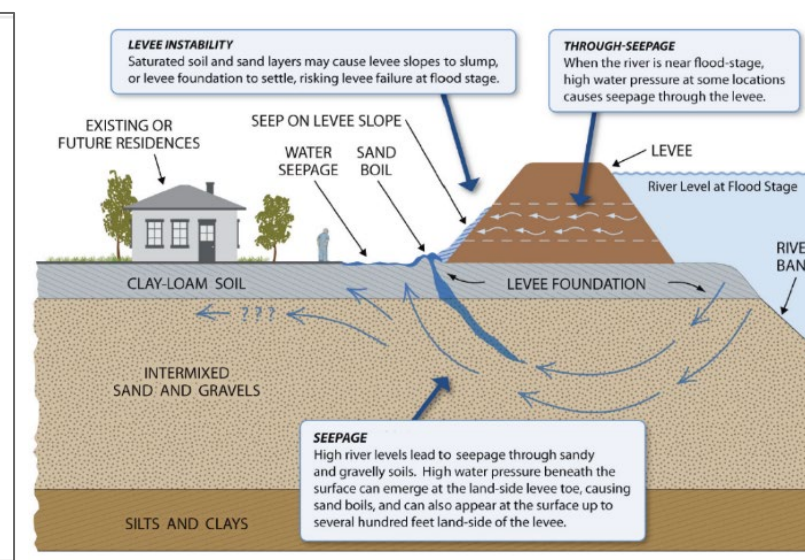 LEVEE INSTABILITY
Saturated soil and sand layers may cause levee slopes to slump,
or levee foundation to settle, risking levee failure at flood stage.
THROUGH-SEEPAGE
When the river is near flood-stage,
high water pressure at some locations
causes seepage through the levee.
EXISTING OR
FUTURE RESIDENCES
SEEP ON LEVEE SLOPE
WATER
SEEPAGE
SAND
BOIL
LEVEE
River Level at Flood Stage
RIVE
BAN
CLAY-LOAM SOIL
LEVEE FOUNDATION
???
INTERMIXED
SAND AND GRAVELS
SEEPAGE
High river levels lead to seepage through sandy
and gravelly soils. High water pressure beneath the
surface can emerge at the land-side levee toe, causing
sand boils, and can also appear at the surface up to
several hundred feet land-side of the levee.
SILTS AND CLAYS